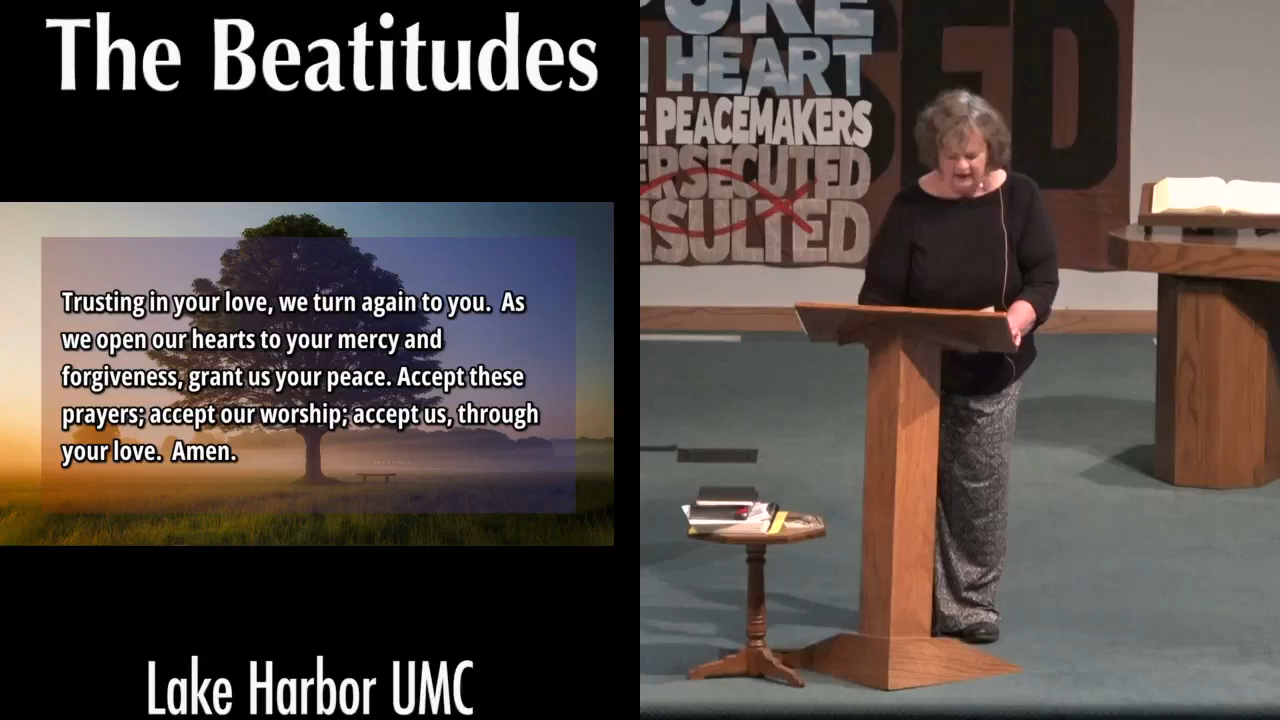 The Beatitudes
Trusting in your love, we turn again to you. As
we open our hearts to your mercy and
forgiveness, grant us your peace. Accept these
prayers; accept our worship; accept us, through
your love. Amen.
Lake Harbor UMC
HEART
PEACEMAKERS